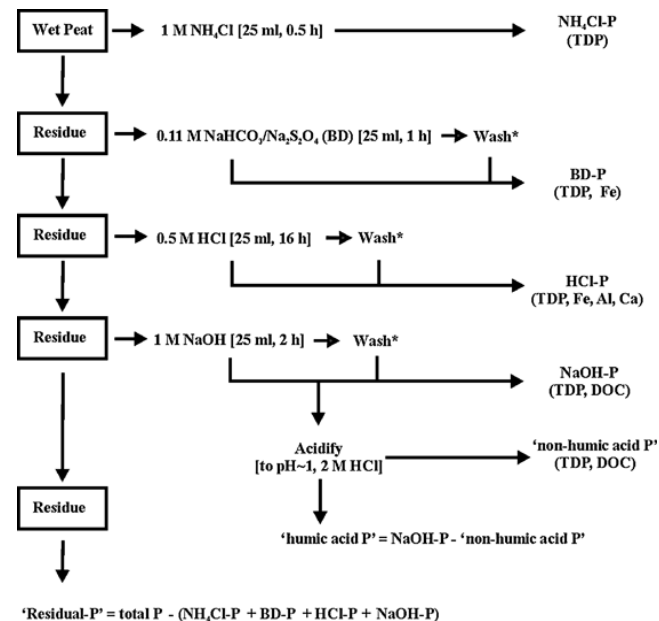 Wet Peat
1 M NH₄Cl [25 ml, 0.5 h]
NH₄Cl-P
(TDP)
Residue
0.11 M NaHCO₃/Na₂S₂O₄ (BD) [25 ml, 1 h]
Wash*
BD-P
(TDP, Fe)
Residue
0.5 M HCl [25 ml, 16 h]
Wash*
HCl-P
(TDP, Fe, Al, Ca)
Residue
1 M NaOH [25 ml, 2 h]
Wash*
NaOH-P
(TDP, DOC)
Acidify
[to pH~1, 2 M HCl]
‘non-humic acid P’
(TDP, DOC)
Residue
‘humic acid P’ = NaOH-P - ‘non-humic acid P’
‘Residual-P’ = total P - (NH₄Cl-P + BD-P + HCl-P + NaOH-P)